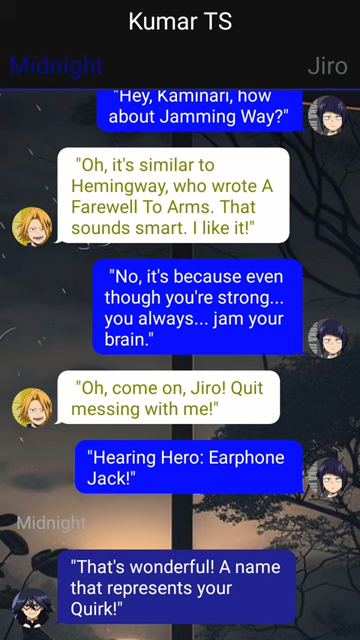 Kumar TS
Midnight
Jiro
"Hey, Kaminari, how
about Jamming Way?"
"Oh, it's similar to
Hemingway, who wrote A
Farewell To Arms. That
sounds smart. I like it!"
"No, it's because even
though you're strong...
you always... jam your
brain."
"Oh, come on, Jiro! Quit
messing with me!"
"Hearing Hero: Earphone
Jack!"
Midnight
"That's wonderful! A name
that represents your
Quirk!"